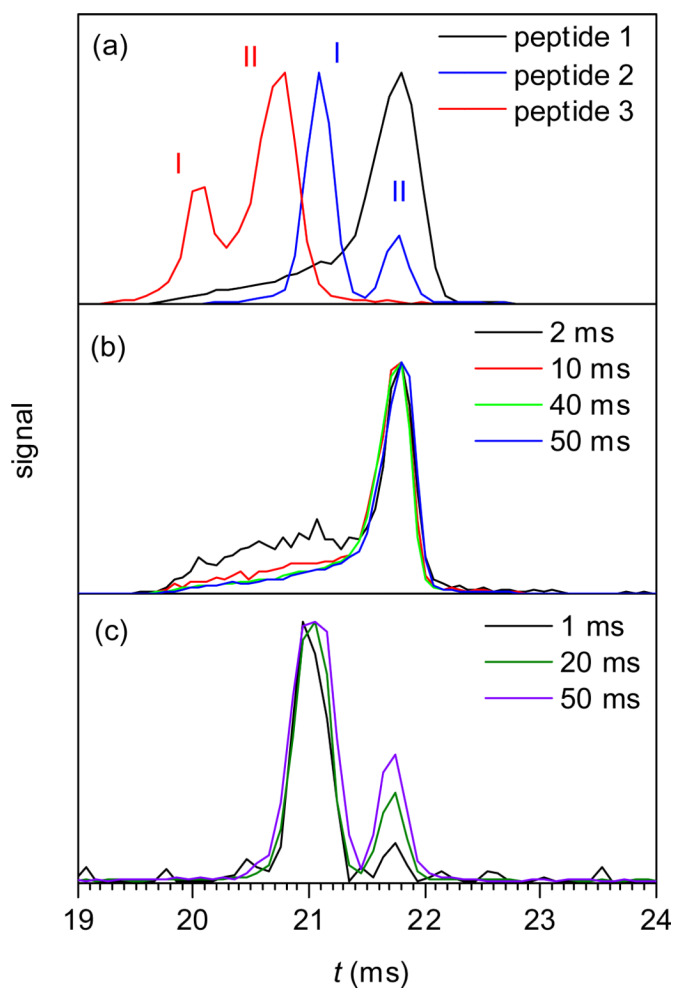 (a)
peptide 1
peptide 2
peptide 3
II
I
I
II
(b)
2 ms
10 ms
40 ms
50 ms
signal
(c)
1 ms
20 ms
50 ms
19 20 21 22 23 24
t (ms)